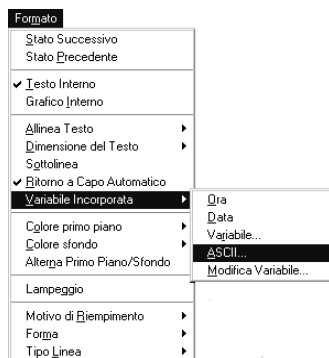 Formato
Stato Successivo
Stato Precedente
Testo Interno
Grafico Interno
Allinea Testo
Dimensione del Testo
Sottolinea
Ritorno a Capo Automatico
Variabile Incorporata
Ora
Data
Variabile...
ASCII...
Modifica Variabile...
Colore primo piano
Colore sfondo
Alterna Primo Piano/Sfondo
Lampeggio
Motivo di Riempimento
Forma
Tipo Linea